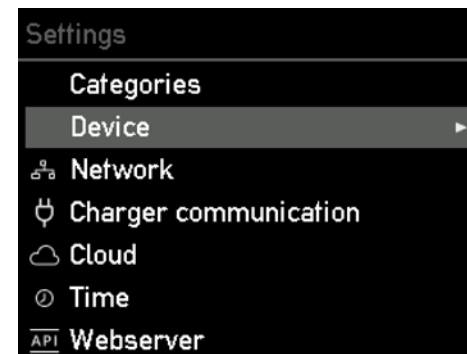 Settings
Categories
Device
Network
Charger communication
Cloud
Time
API Webserver